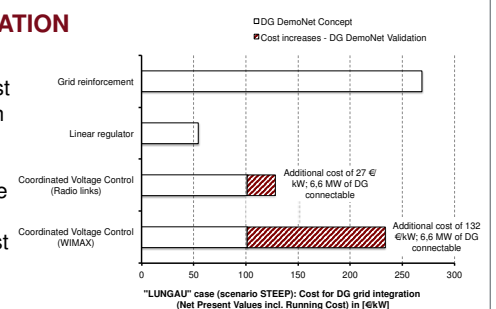 ATION
DG DemoNet Concept
Cost increases - DG DemoNet Validation
st
n
e
st
Grid reinforcement
Linear regulator
Coordinated Voltage Control
(Radio links)
Additional cost of 27 €/
kW; 6,6 MW of DG
connectable
Coordinated Voltage Control
(WIMAX)
Additional cost of 132
€/kW; 6,6 MW of DG
connectable
0 50 100 150 200 250 300
"LUNGAU" case (scenario STEEP): Cost for DG grid integration
(Net Present Values incl. Running Cost) in [€/kW]